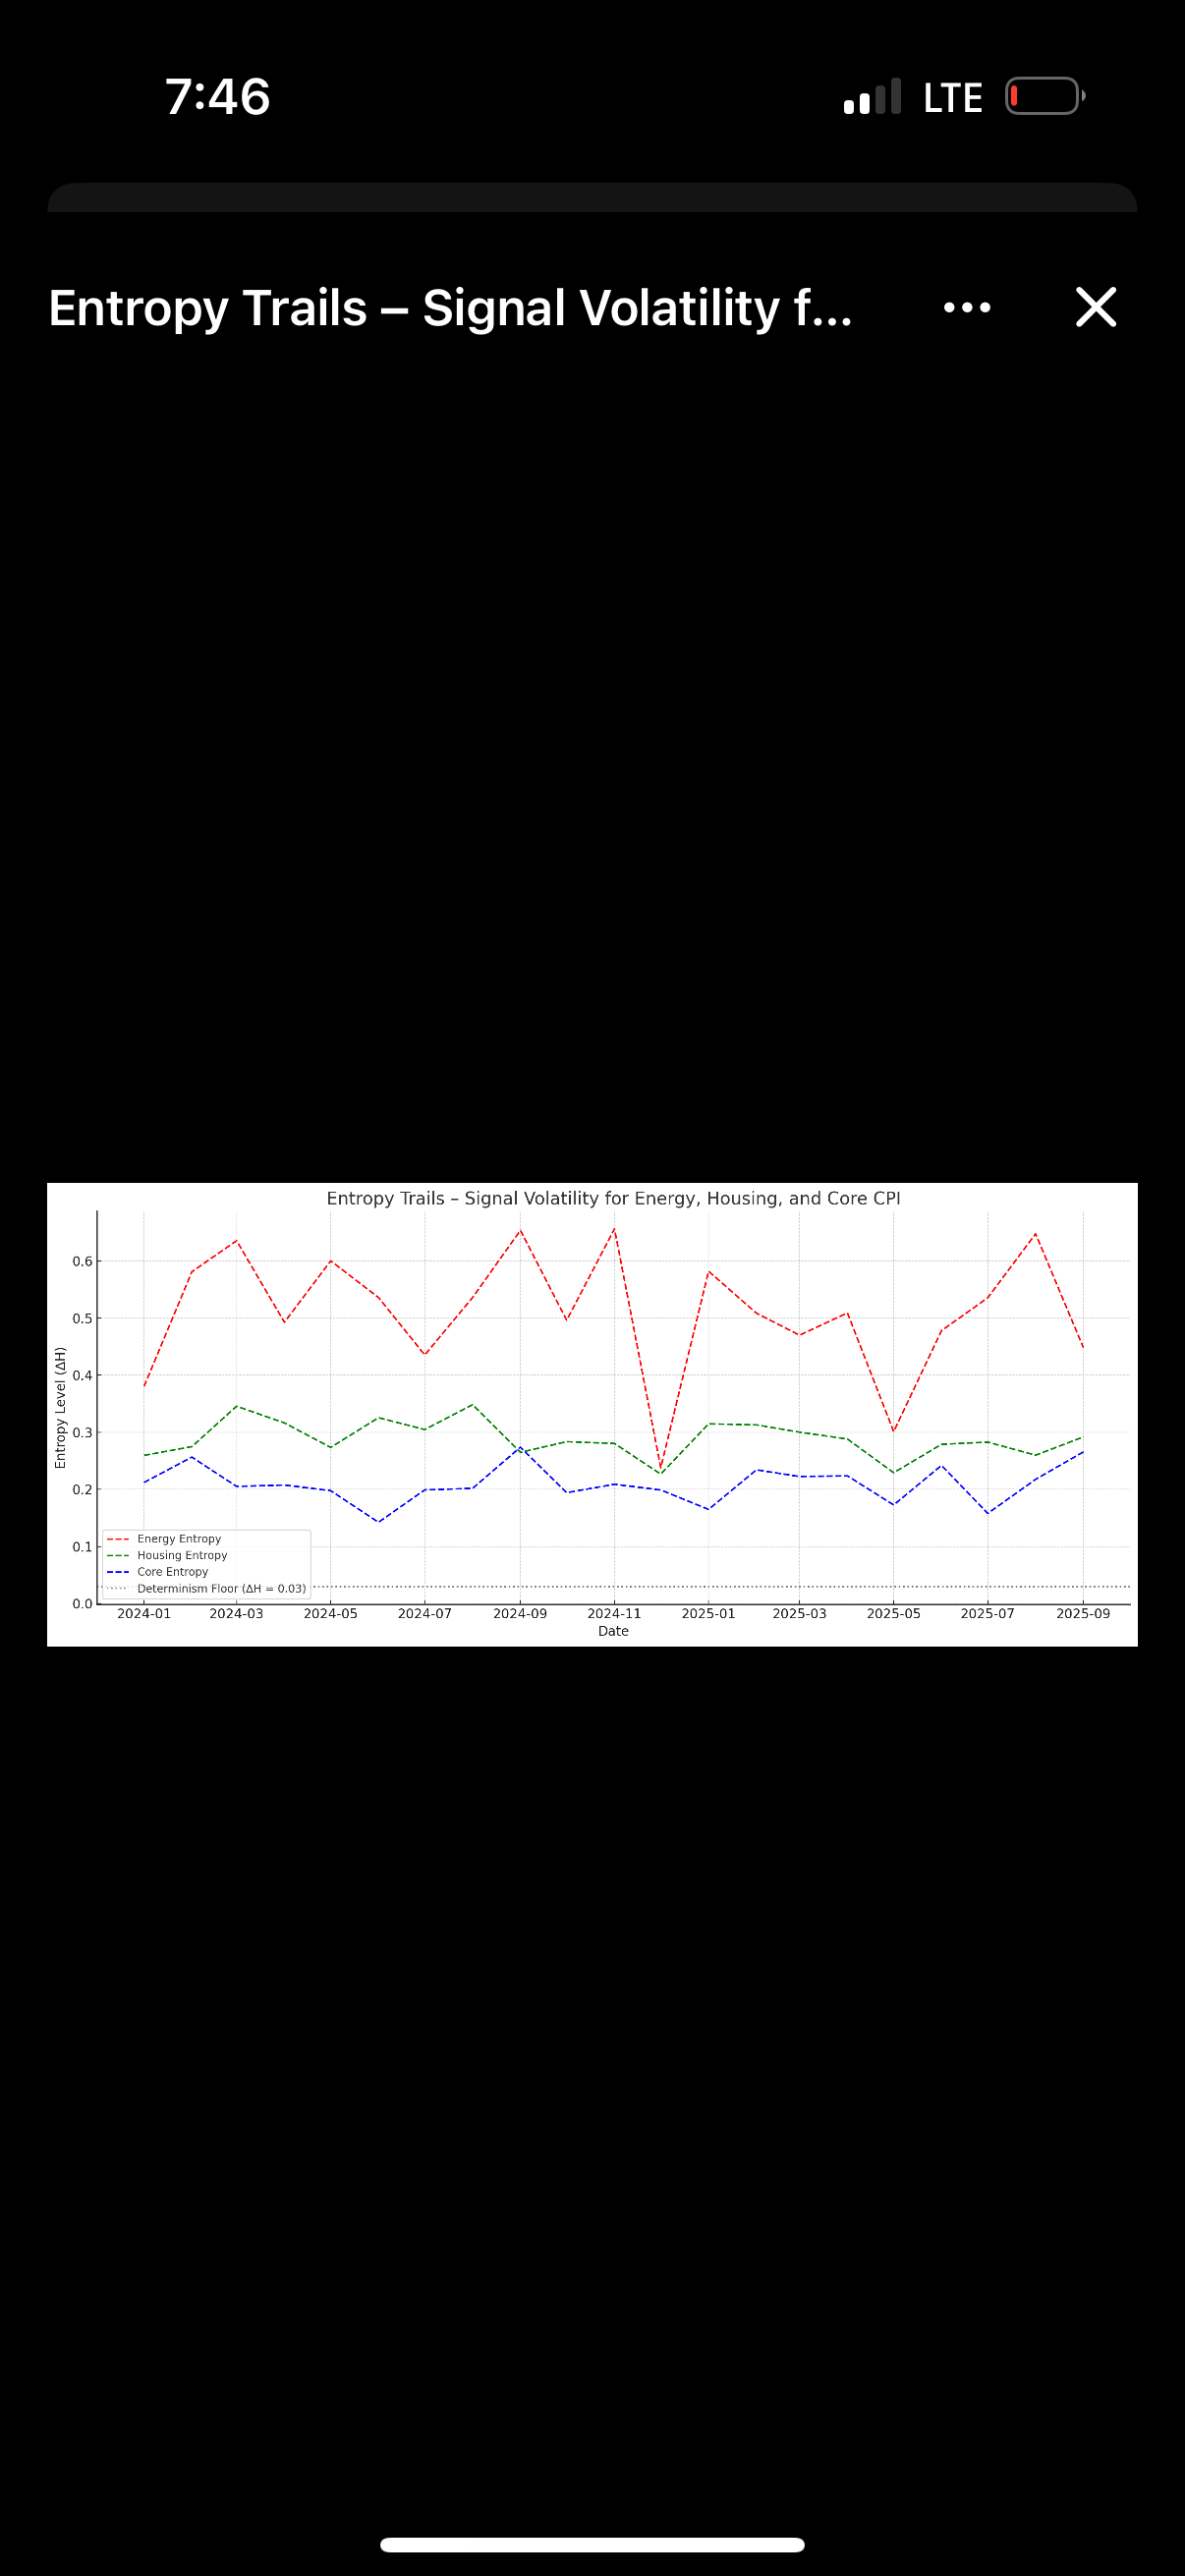 7:46 LTE
Entropy Trails – Signal Volatility f...
Entropy Trails – Signal Volatility for Energy, Housing, and Core CPI
0.6
0.5
0.4
0.3
0.2
0.1
0.0
Entropy Level (ΔH)
Energy Entropy
Housing Entropy
Core Entropy
Determinism Floor (ΔH = 0.03)
2024-01 2024-03 2024-05 2024-07 2024-09 2024-11 2025-01 2025-03 2025-05 2025-07 2025-09
Date